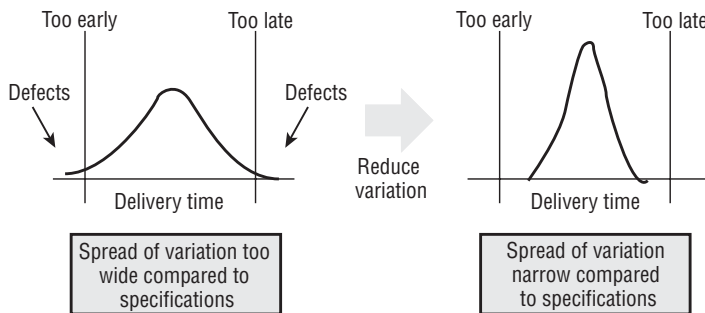 Too early
Too late
Defects
Defects
Delivery time
Spread of variation too
wide compared to
specifications
Reduce
variation
Too early
Too late
Delivery time
Spread of variation
narrow compared
to specifications